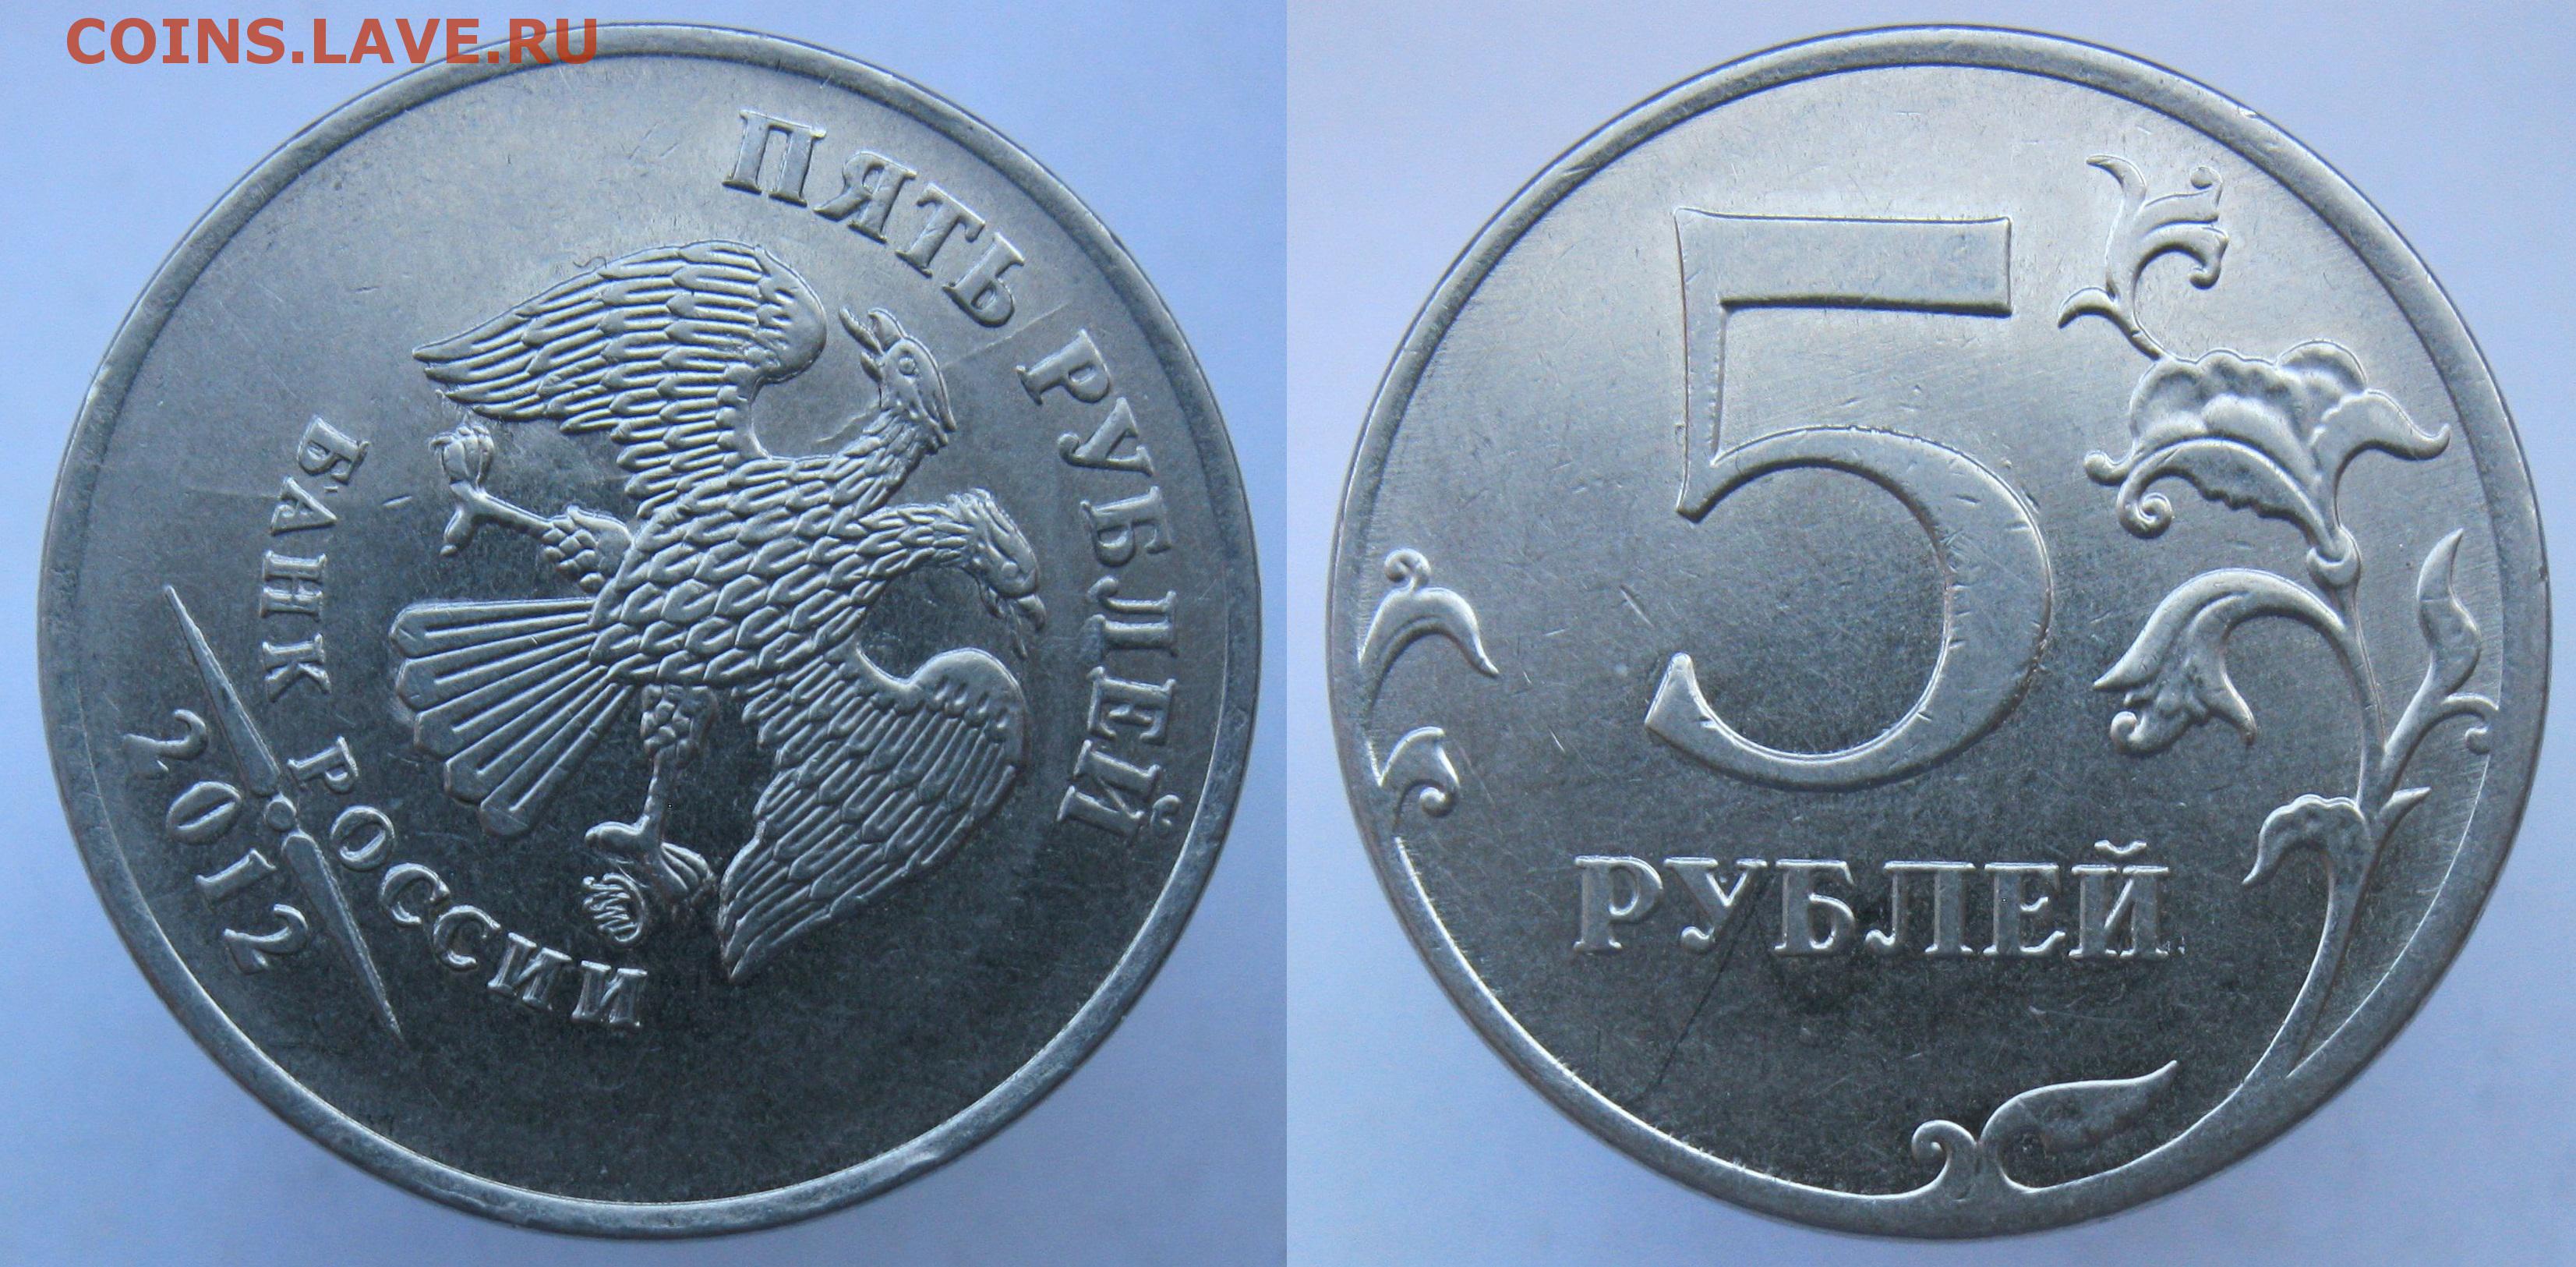 COINS.LAVE.RU
ПЯТЬ РУБЛЕЙ
БАНК РОССИИ
2012
5
РУБЛЕЙ